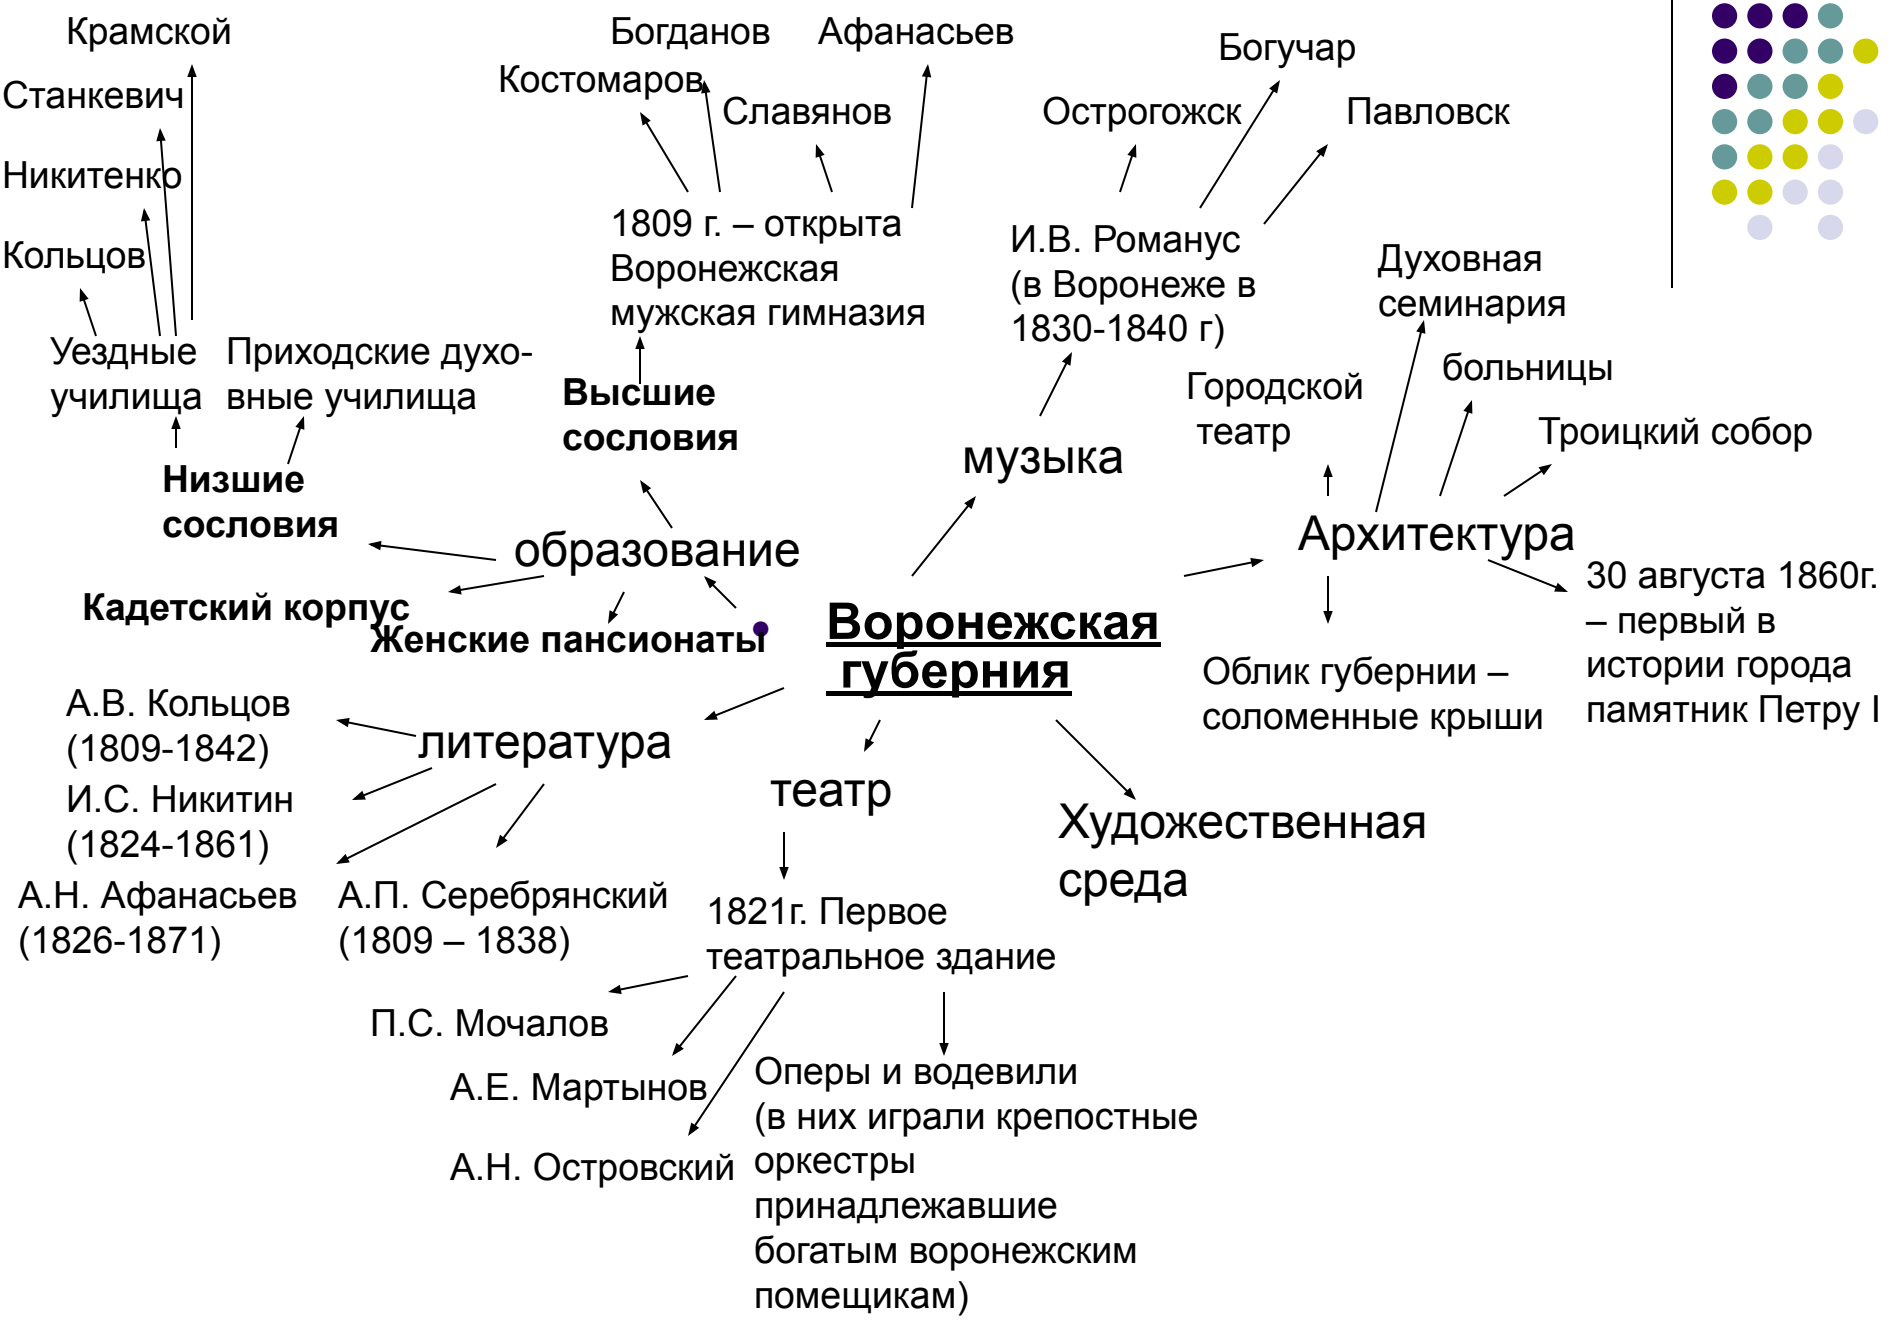 Крамской
Станкевич
Никитенко
Кольцов
Уездные
училища
Приходские духо-
вные училища
Низшие
сословия
Богданов
Афанасьев
Костомаров
Славянов
1809 г. – открыта
Воронежская
мужская гимназия
Высшие
сословия
образование
Кадетский корпус
Женские пансионаты
Богучар
Острогожск
Павловск
И.В. Романус
(в Воронеже в
1830-1840 г)
музыка
Духовная
семинария
больницы
Городской
театр
Троицкий собор
Архитектура
30 августа 1860г.
– первый в
истории города
памятник Петру I
Облик губернии –
соломенные крыши
Воронежская
губерния
А.В. Кольцов
(1809-1842)
И.С. Никитин
(1824-1861)
А.Н. Афанасьев
(1826-1871)
А.П. Серебрянский
(1809 – 1838)
литература
театр
Художественная
среда
1821г. Первое
театральное здание
П.С. Мочалов
А.Е. Мартынов
А.Н. Островский
Оперы и водевили
(в них играли крепостные
оркестры
принадлежавшие
богатым воронежским
помещикам)